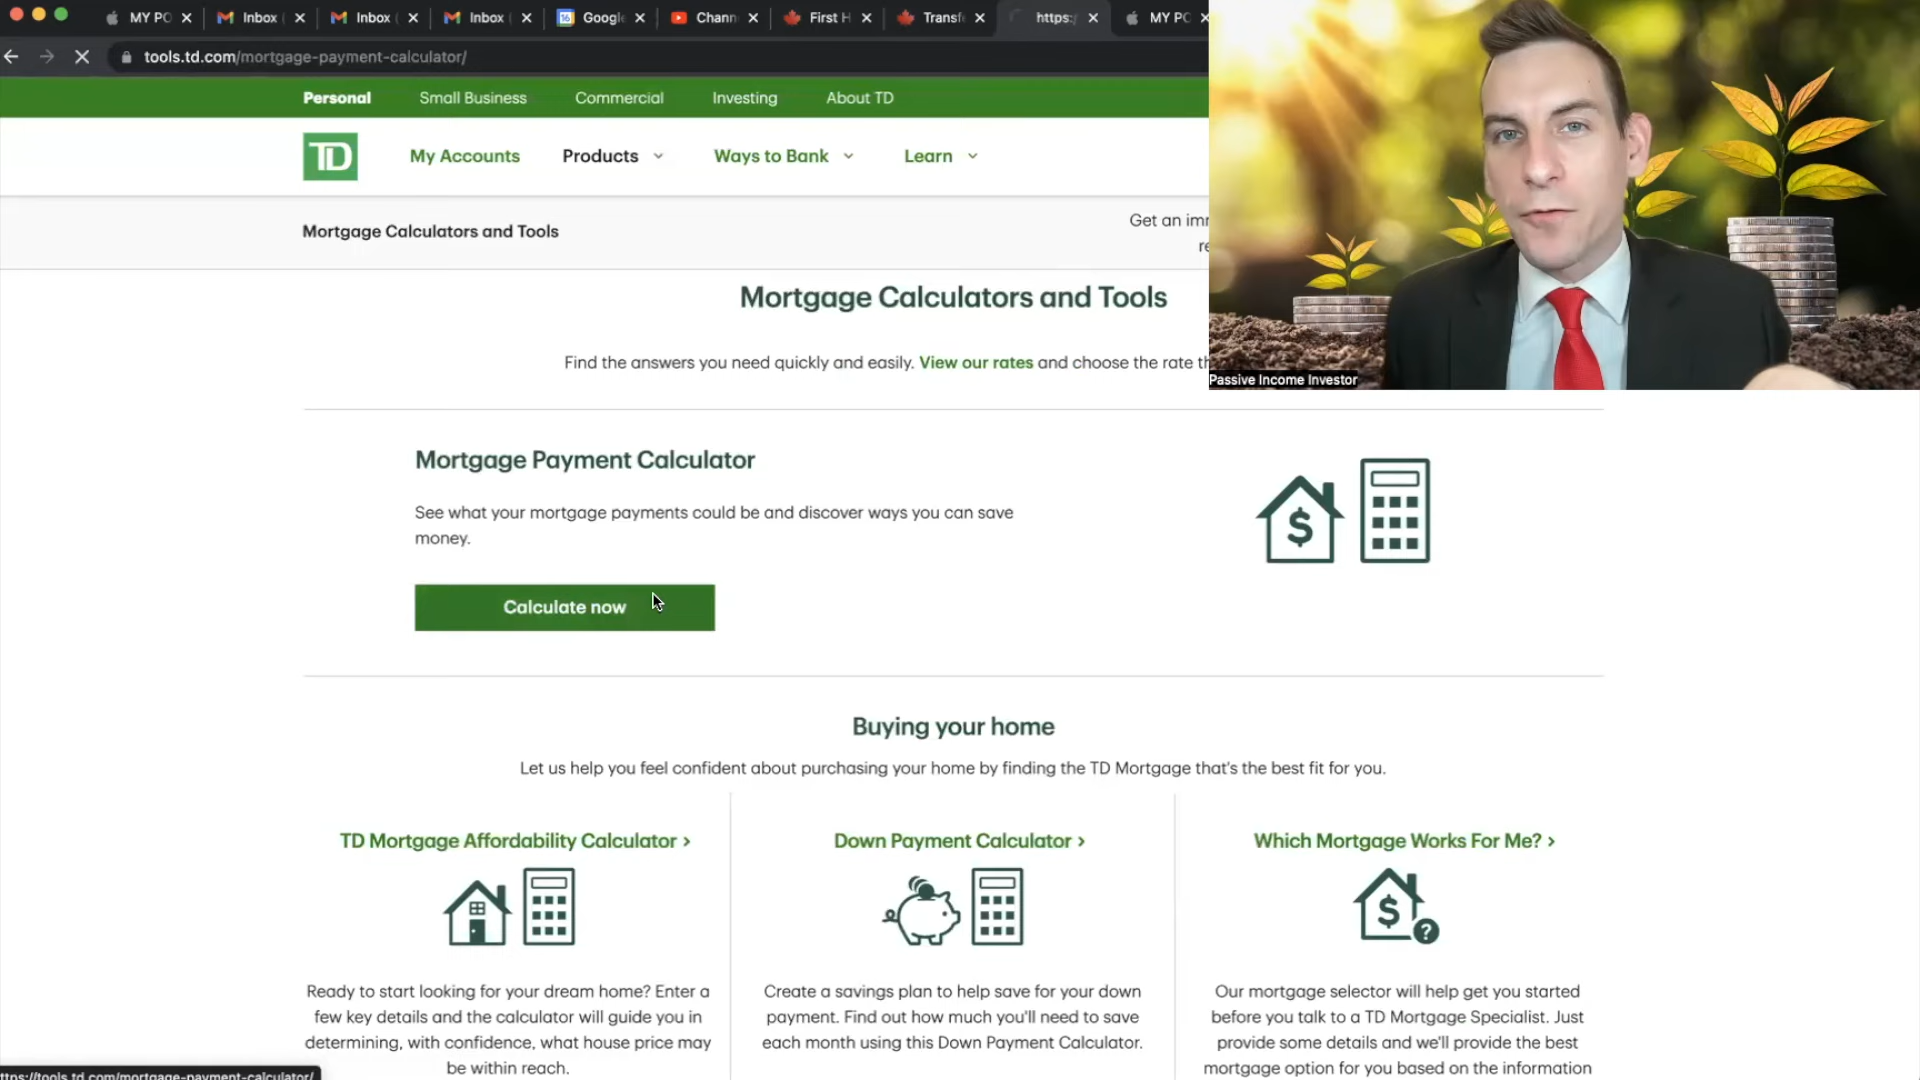 MY PO
Inbox
Inbox
Inbox
16
Google
Chann
First H
Transf
https:/
MY PO
tools.td.com/mortgage-payment-calculator/
Personal
Small Business
Commercial
Investing
About TD
TD
My Accounts
Products
Ways to Bank
Learn
Mortgage Calculators and Tools
Get an im
re
Passive Income Investor
Mortgage Calculators and Tools
Find the answers you need quickly and easily. View our rates and choose the rate
Mortgage Payment Calculator
See what your mortgage payments could be and discover ways you can save
money.
$
Calculate now
Buying your home
Let us help you feel confident about purchasing your home by finding the TD Mortgage that's the best fit for you.
TD Mortgage Affordability Calculator ›
Ready to start looking for your dream home? Enter a
few key details and the calculator will guide you in
determining, with confidence, what house price may
be within reach.
Down Payment Calculator ›
Create a savings plan to help save for your down
payment. Find out how much you'll need to save
each month using this Down Payment Calculator.
Which Mortgage Works For Me? ›
$
?
Our mortgage selector will help get you started
before you talk to a TD Mortgage Specialist. Just
provide some details and we'll provide the best
mortgage option for you based on the information
ttps://tools.td.com/mortgage-payment-calculator/